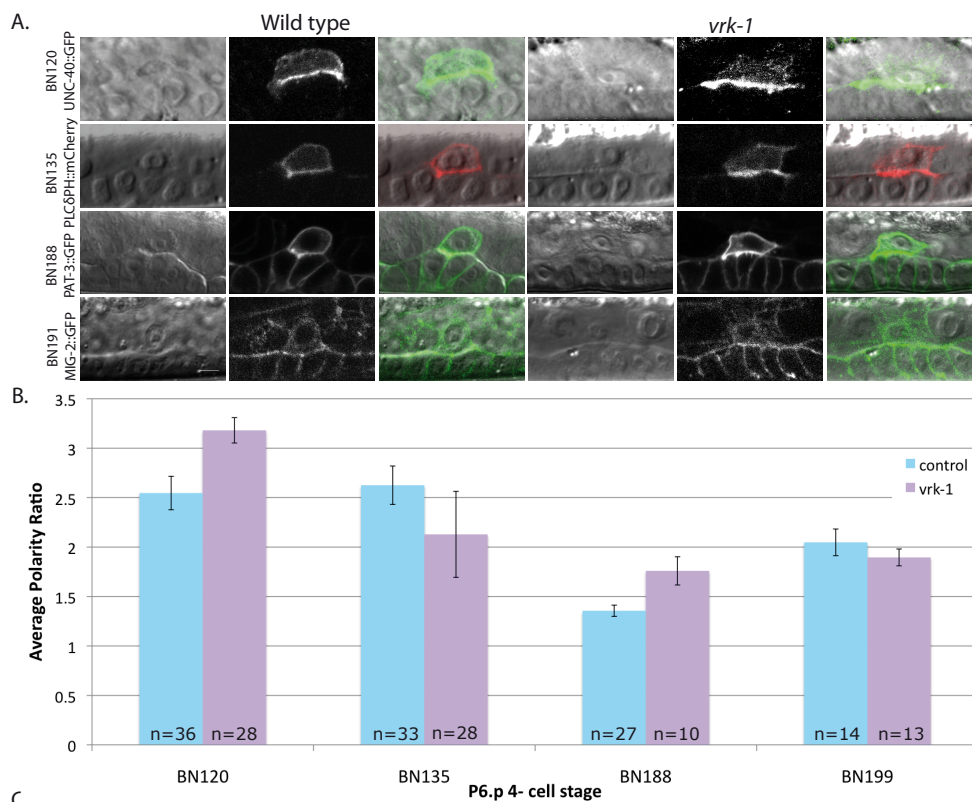 A.
Wild type
vrk-1
BN120
UNC-40::GFP
BN135
PLCδPH::mCherry
BN188
PAT-3::GFP
BN191
MIG-2::GFP
B.
Average Polarity Ratio
3.5
3
2.5
2
1.5
1
0.5
0
control
vrk-1
n=36 n=28 n=33 n=28 n=27 n=10 n=14 n=13
BN120 BN135 BN188 BN199
P6.p 4- cell stage
C